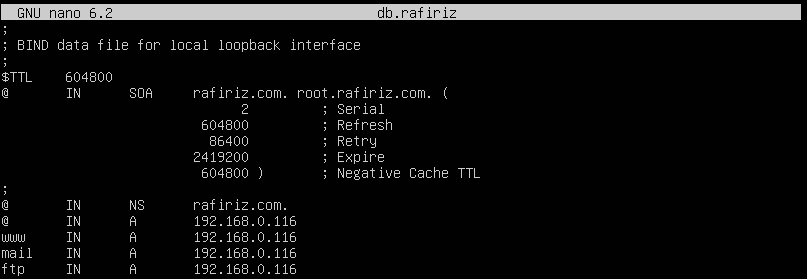 GNU nano 6.2 db.rafiriz
;
; BIND data file for local loopback interface
;
$TTL 604800
@ IN SOA rafiriz.com. root.rafiriz.com. (
2 ; Serial
604800 ; Refresh
86400 ; Retry
2419200 ; Expire
604800 ) ; Negative Cache TTL
;
@ IN NS rafiriz.com.
@ IN A 192.168.0.116
www IN A 192.168.0.116
mail IN A 192.168.0.116
ftp IN A 192.168.0.116